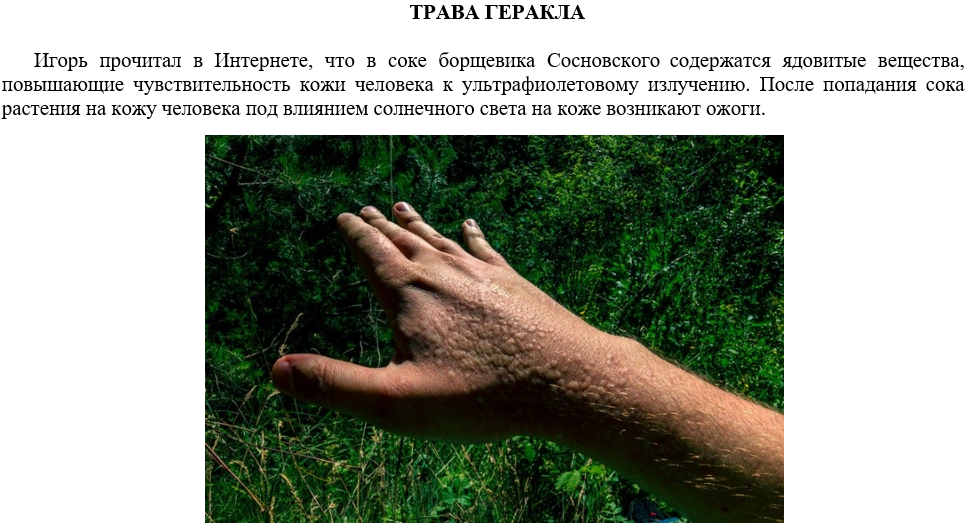 ТРАВА ГЕРАКЛА
Игорь прочитал в Интернете, что в соке борщевика Сосновского содержатся ядовитые вещества,
повышающие чувствительность кожи человека к ультрафиолетовому излучению. После попадания сока
растения на кожу человека под влиянием солнечного света на коже возникают ожоги.